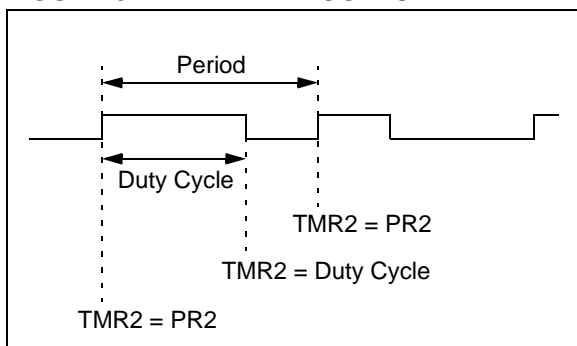 Period
Duty Cycle
TMR2 = PR2
TMR2 = Duty Cycle
TMR2 = PR2